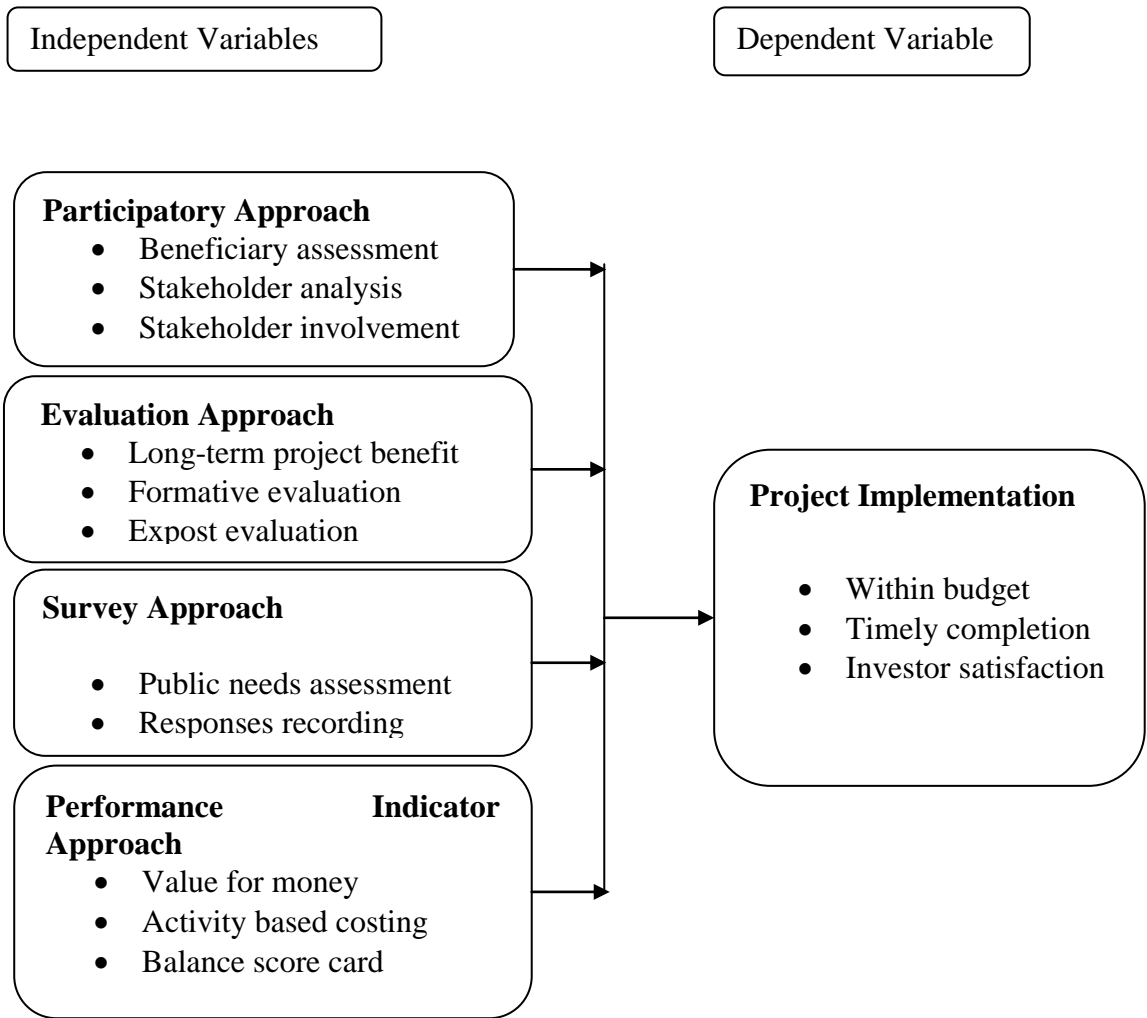 Independent Variables
Dependent Variable
Participatory Approach
• Beneficiary assessment
• Stakeholder analysis
• Stakeholder involvement
Evaluation Approach
• Long-term project benefit
• Formative evaluation
• Expost evaluation
Survey Approach
• Public needs assessment
• Responses recording
Performance Indicator
Approach
• Value for money
• Activity based costing
• Balance score card
Project Implementation
• Within budget
• Timely completion
• Investor satisfaction